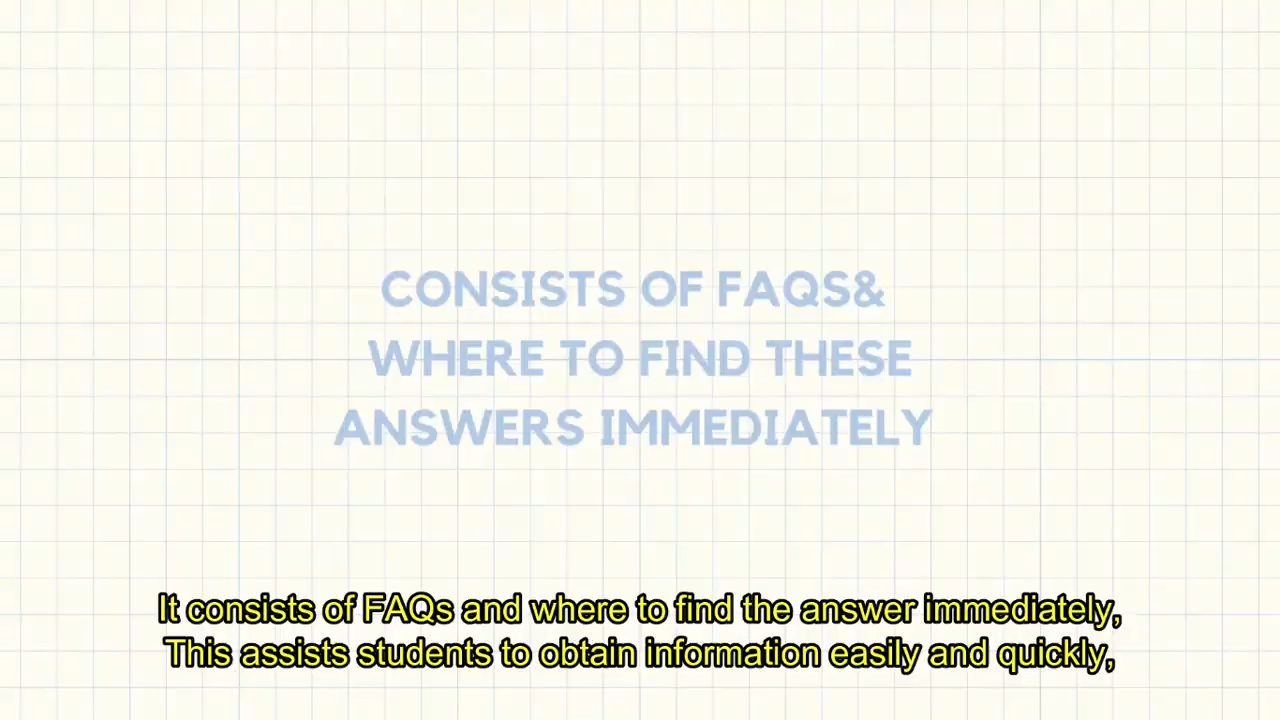 CONSISTS OF FAQS&
WHERE TO FIND THESE
ANSWERS IMMEDIATELY
It consists of FAQs and where to find the answer immediately,
This assists students to obtain information easily and quickly,